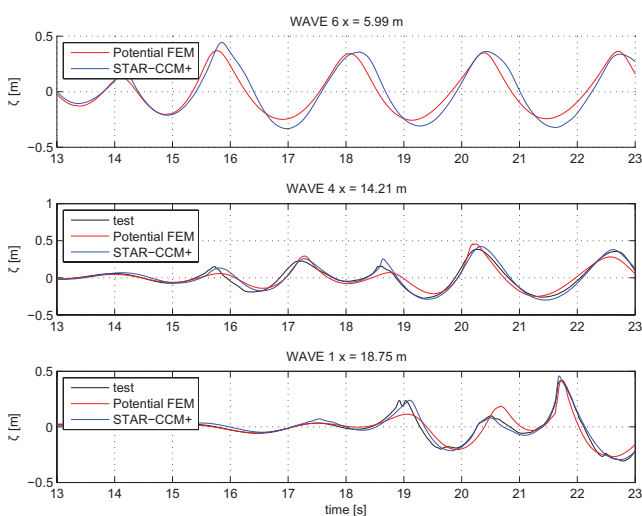 WAVE 6 x = 5.99 m
0.5
0
−0.5
ζ [m]
Potential FEM
STAR−CCM+
13 14 15 16 17 18 19 20 21 22 23
WAVE 4 x = 14.21 m
1
0.5
0
−0.5
ζ [m]
test
Potential FEM
STAR−CCM+
13 14 15 16 17 18 19 20 21 22 23
WAVE 1 x = 18.75 m
0.5
0
−0.5
ζ [m]
test
Potential FEM
STAR−CCM+
13 14 15 16 17 18 19 20 21 22 23
time [s]